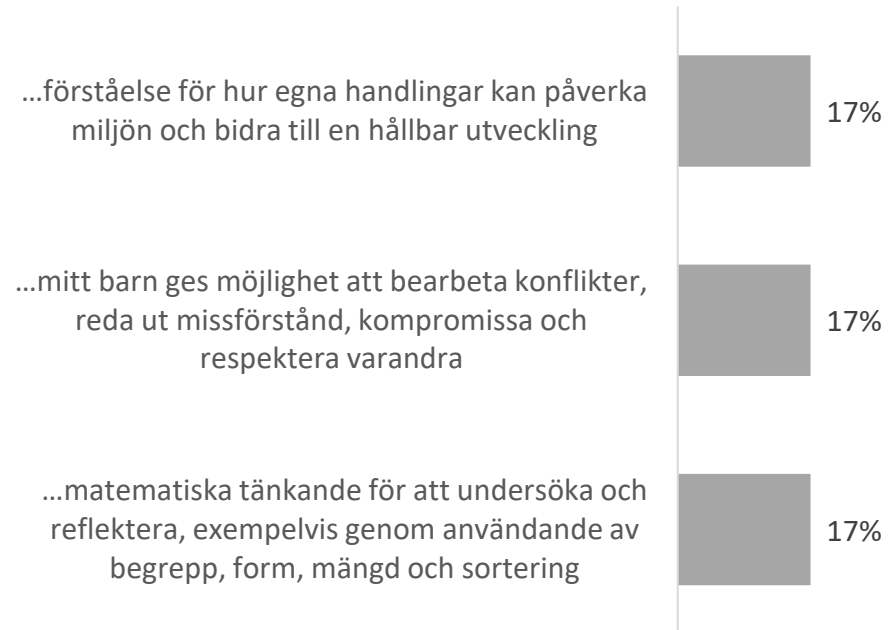 …förståelse för hur egna handlingar kan påverka
miljön och bidra till en hållbar utveckling
17%
…mitt barn ges möjlighet att bearbeta konflikter,
reda ut missförstånd, kompromissa och
respektera varandra
17%
…matematiska tänkande för att undersöka och
reflektera, exempelvis genom användande av
begrepp, form, mängd och sortering
17%